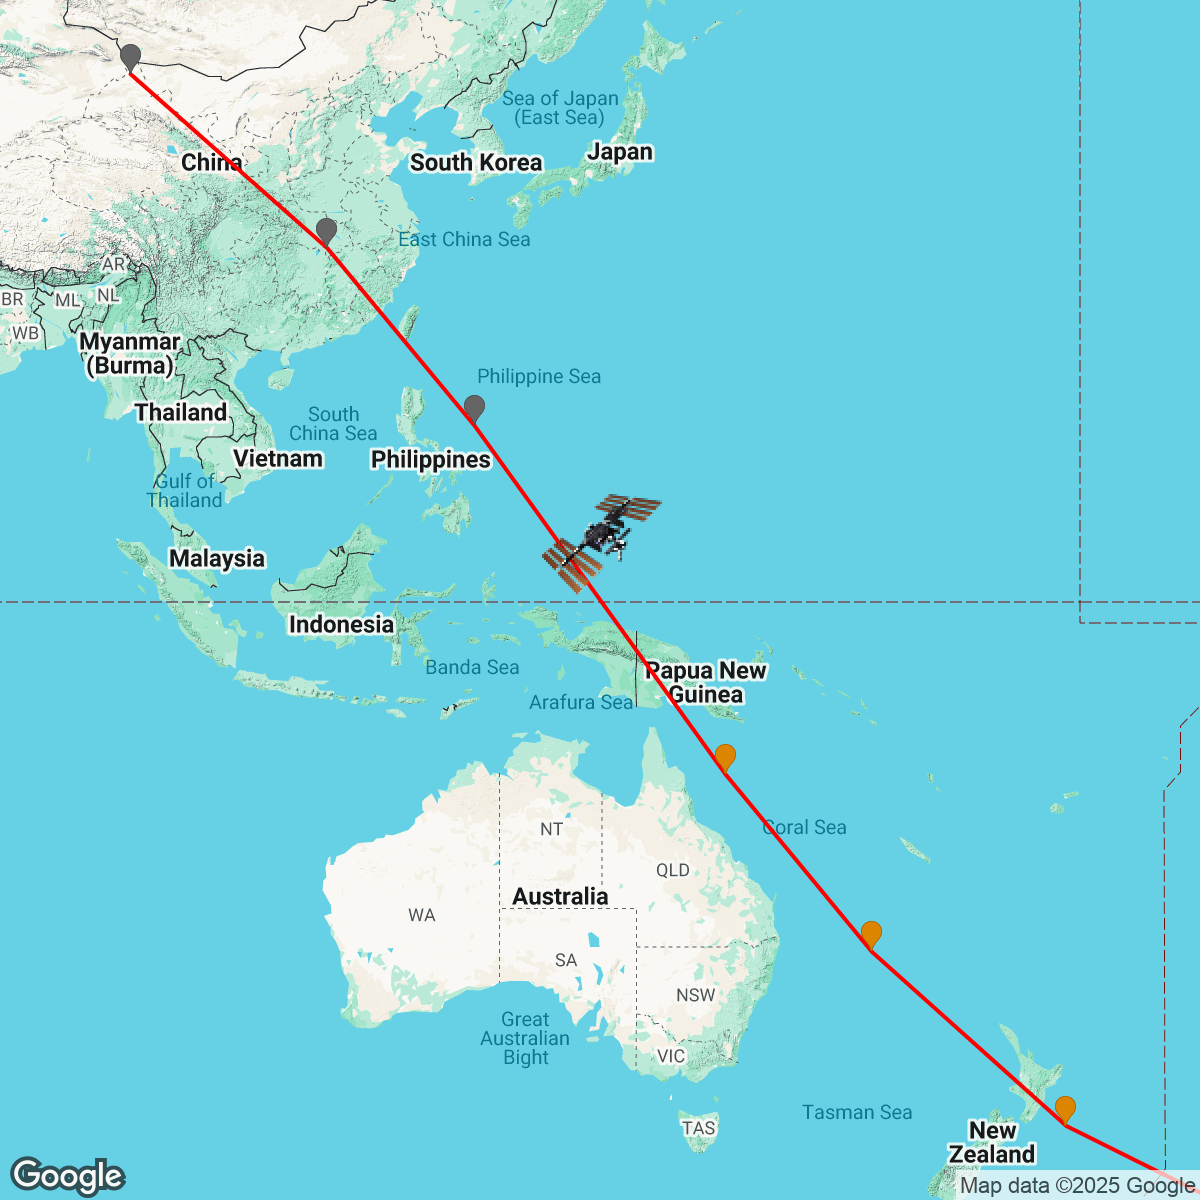 Sea of Japan
(East Sea)
Japan
South Korea
China
East China Sea
AR
NL
ML
BR
WB
Myanmar
(Burma)
Philippine Sea
Thailand
South
China Sea
Vietnam
Philippines
Gulf of
Thailand
Malaysia
Indonesia
Banda Sea
Papua New
Guinea
Arafura Sea
Coral Sea
NT
QLD
Australia
WA
SA
NSW
Great
Australian
Bight
VIC
Tasman Sea
TAS
New
Zealand
Google
Map data ©2025 Google